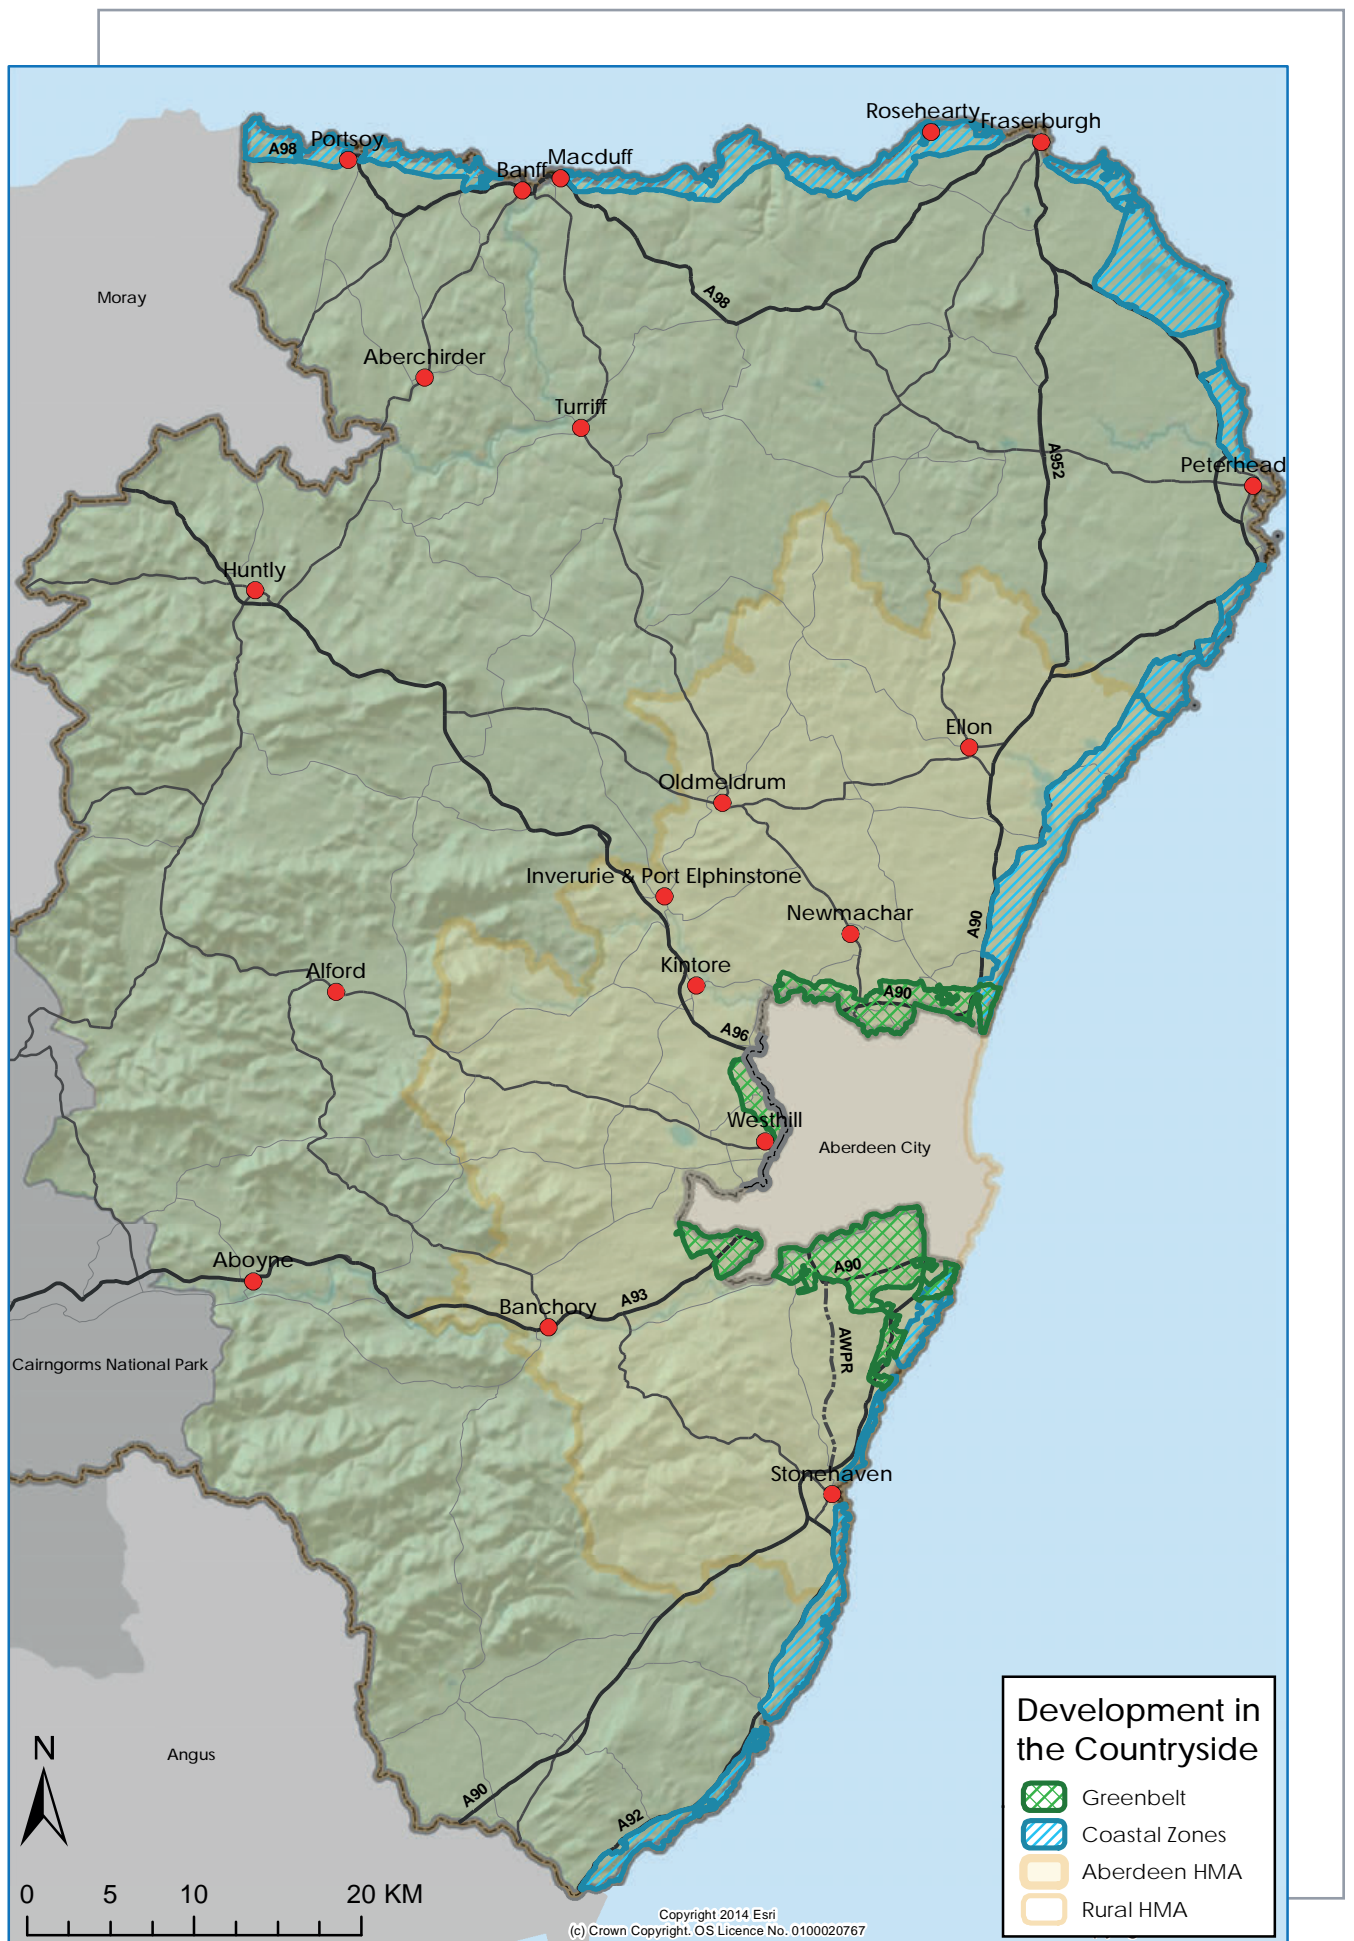 Rosehearty
Fraserburgh
Portsoy
A98
Macduff
Banff
Moray
A98
Aberchirder
Turriff
A952
Peterhead
Huntly
Ellon
Oldmeldrum
Inverurie & Port Elphinstone
Newmachar
A90
Kintore
Alford
A90
A96
Westhill
Aberdeen City
Aboyne
A90
A93
Banchory
AWPR
Cairngorms National Park
Stonehaven
Development in
the Countryside
Greenbelt
Coastal Zones
Aberdeen HMA
Rural HMA
N
Angus
A90
A92
0 5 10 20 KM
Copyright 2014 Esri
(c) Crown Copyright. OS Licence No. 0100020767